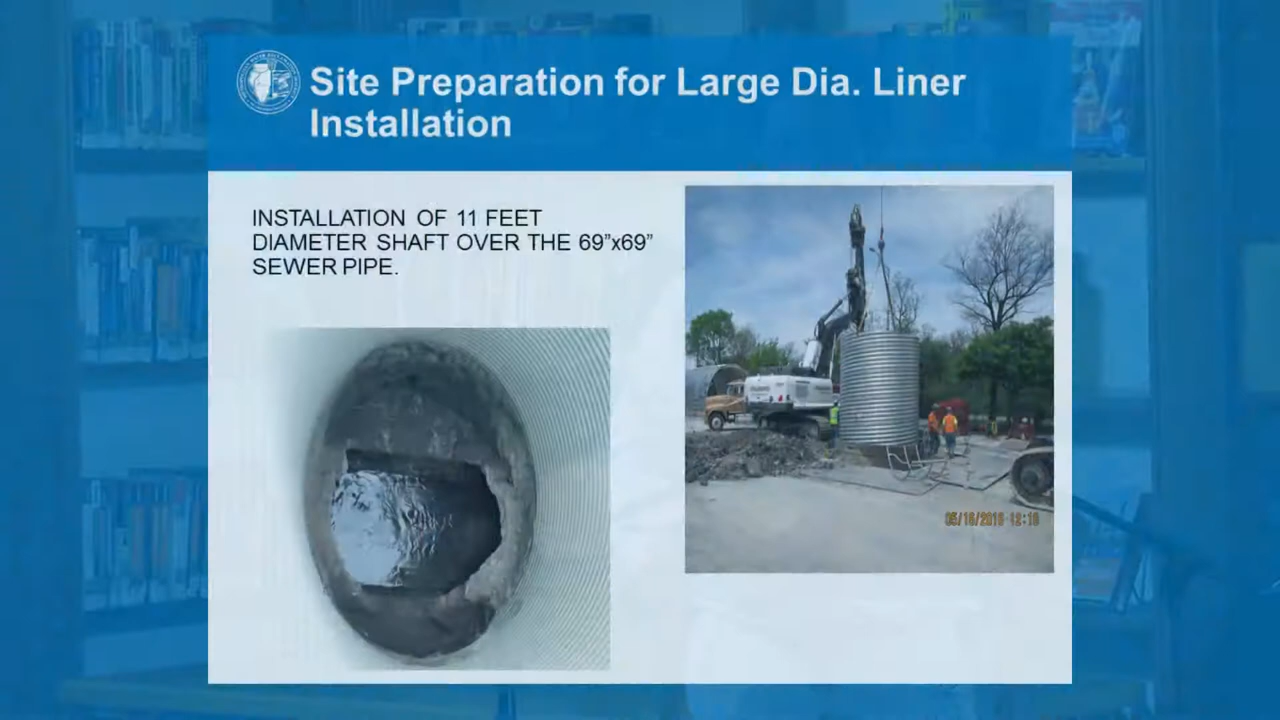 Site Preparation for Large Dia. Liner
Installation
INSTALLATION OF 11 FEET
DIAMETER SHAFT OVER THE 69”x69”
SEWER PIPE.